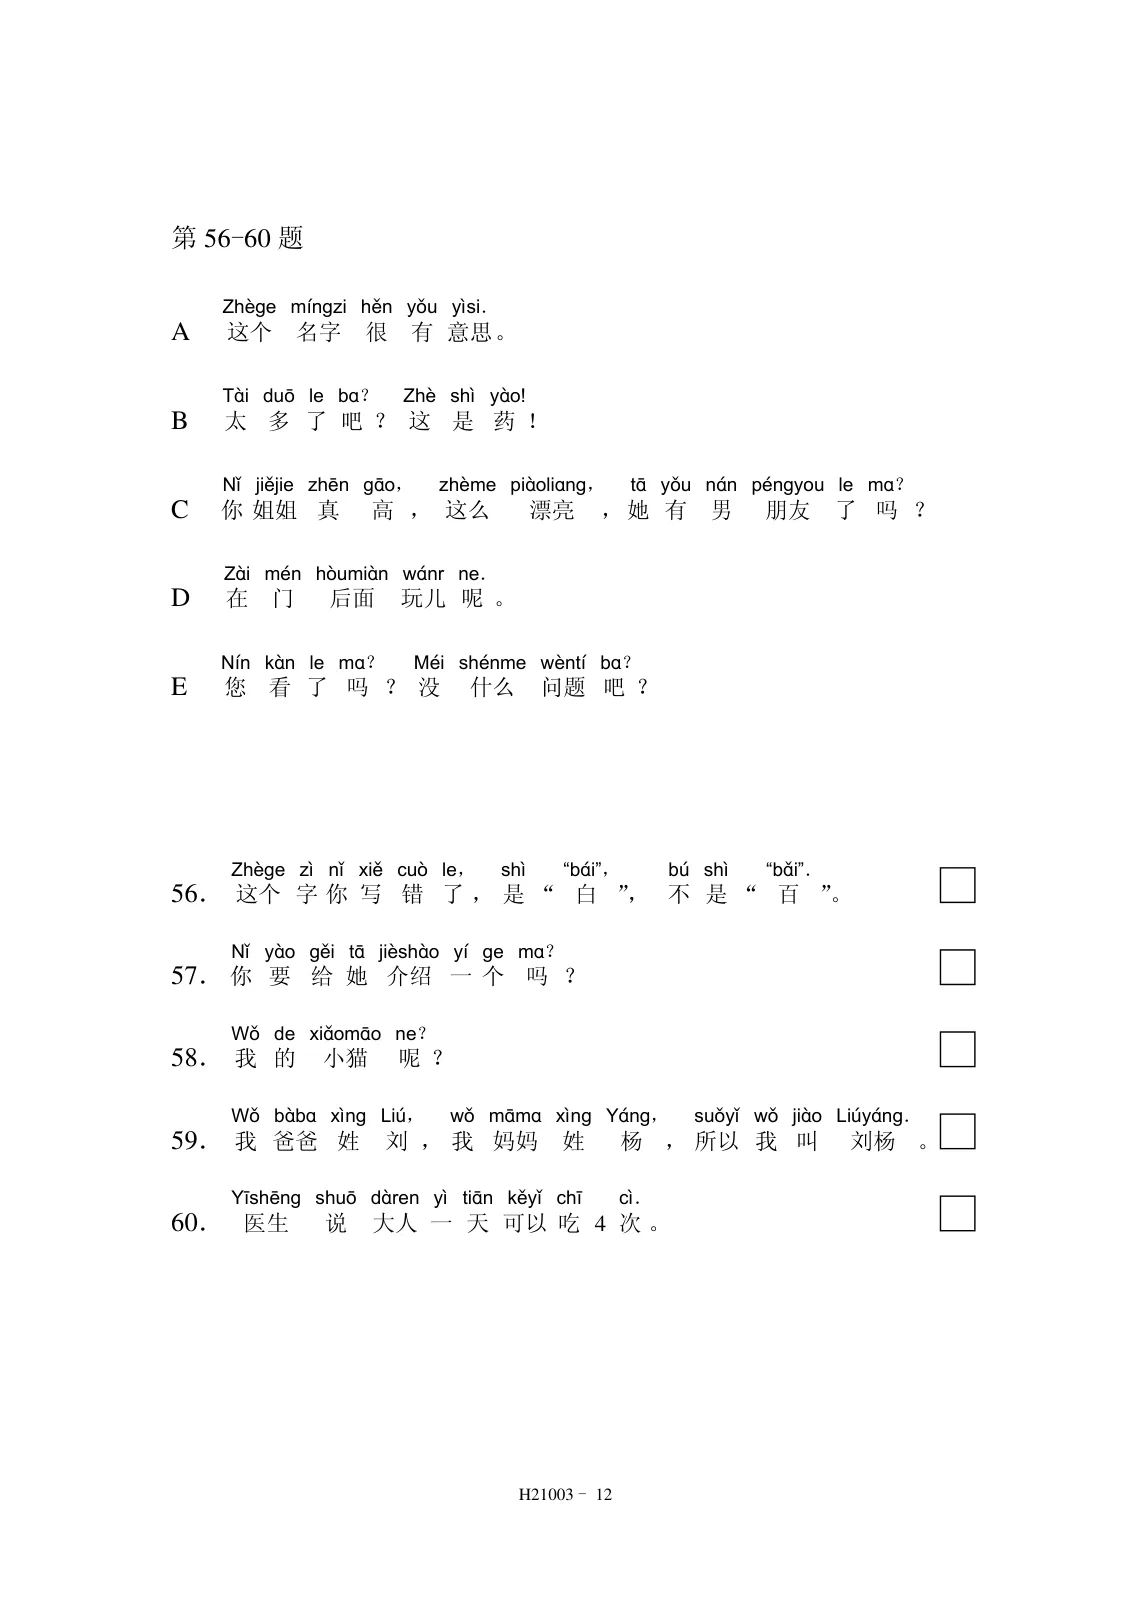 第 56-60 题
Zhège míngzi hěn yǒu yìsi.
A 这个 名字 很 有 意思。
Tài duō le ba? Zhè shì yào!
B 太 多 了 吧？ 这 是 药！
Nǐ jiějie zhēn gāo, zhème piàoliang, tā yǒu nán péngyou le ma?
C 你 姐姐 真 高， 这么 漂亮 ，她 有 男 朋友 了 吗？
Zài mén hòumiàn wánr ne.
D 在 门 后面 玩儿 呢。
Nín kàn le ma? Méi shénme wèntí ba?
E 您 看 了 吗？ 没 什么 问题 吧？
Zhège zì nǐ xiě cuò le, shì “bái”, bú shì “bǎi”.
56. 这个 字 你 写 错 了， 是 “ 白 ”， 不 是 “ 百 ”。
Nǐ yào gěi tā jièshào yí ge ma?
57. 你 要 给 她 介绍 一 个 吗？
Wǒ de xiǎomāo ne?
58. 我 的 小猫 呢？
Wǒ bàba xìng Liú, wǒ māma xìng Yáng, suǒyǐ wǒ jiào Liúyáng.
59. 我 爸爸 姓 刘， 我 妈妈 姓 杨 ， 所以 我 叫 刘杨 。
Yīshēng shuō dàren yì tiān kěyǐ chī cì.
60. 医生 说 大人 一 天 可以 吃 4 次。
H21003 - 12